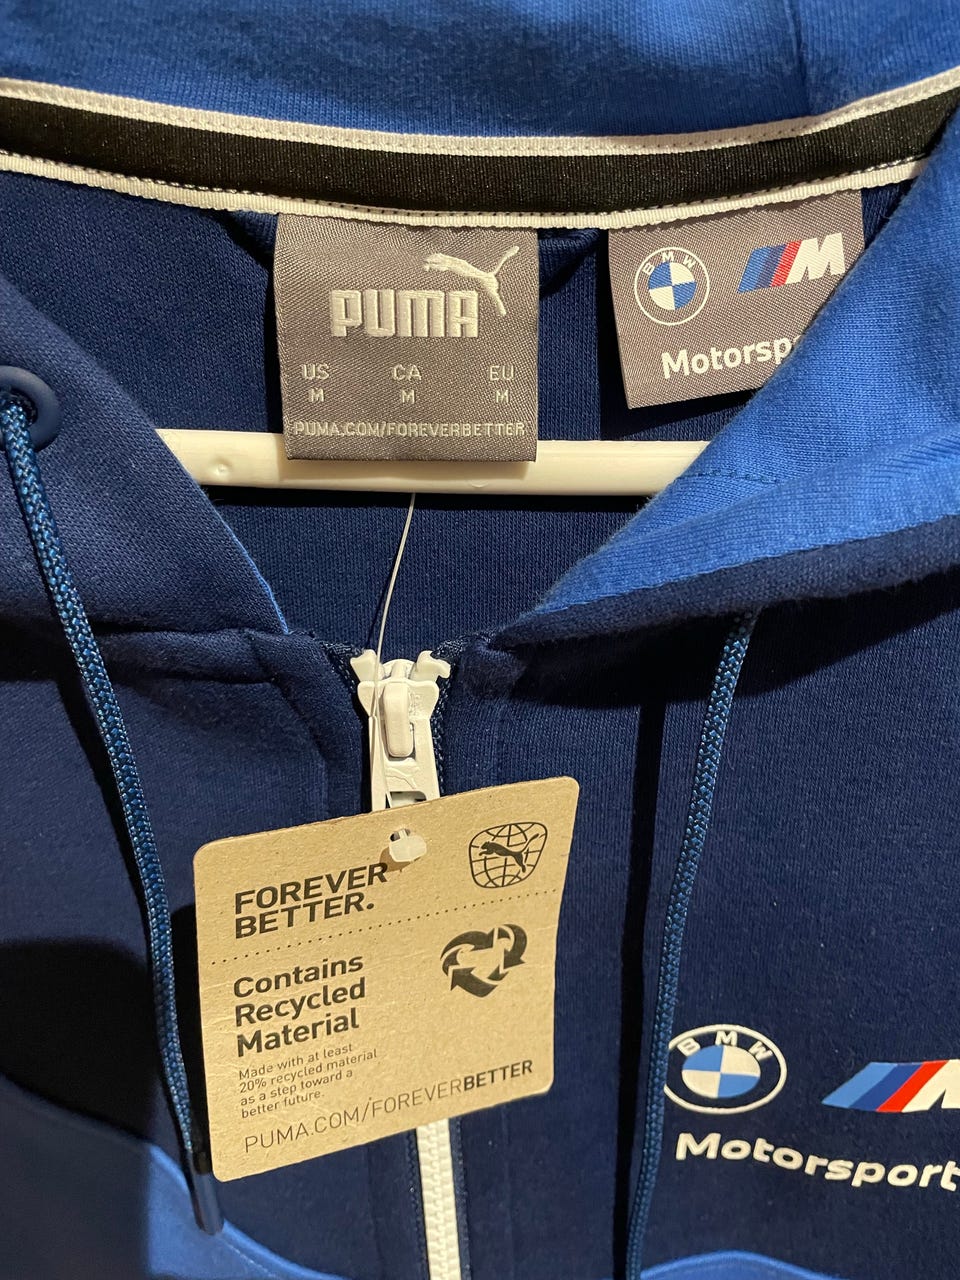 BMW
M
PUMA
Motorsp
US CA EU
M M M
PUMA.COM/FOREVERBETTER
FOREVER
BETTER.
Contains
Recycled
Material
Made with at least
20% recycled material
as a step toward a
better future.
PUMA.COM/FOREVERBETTER
BMW
M
Motorsport